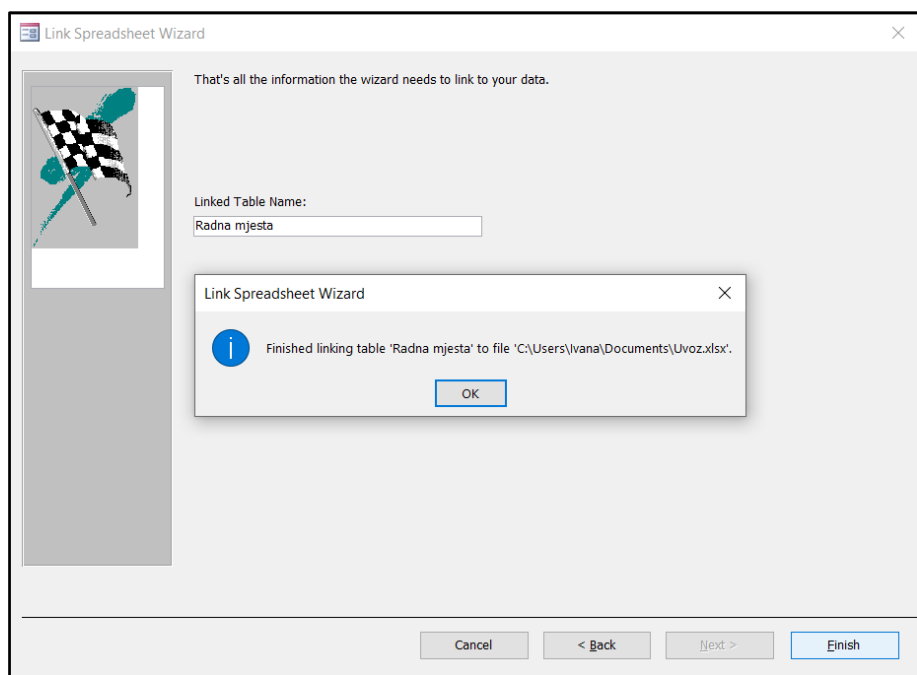 Link Spreadsheet Wizard
That's all the information the wizard needs to link to your data.
Linked Table Name:
Radna mjesta
Link Spreadsheet Wizard
Finished linking table 'Radna mjesta' to file 'C:\Users\Ivana\Documents\Uvoz.xlsx'.
OK
Cancel
< Back
Next >
Finish